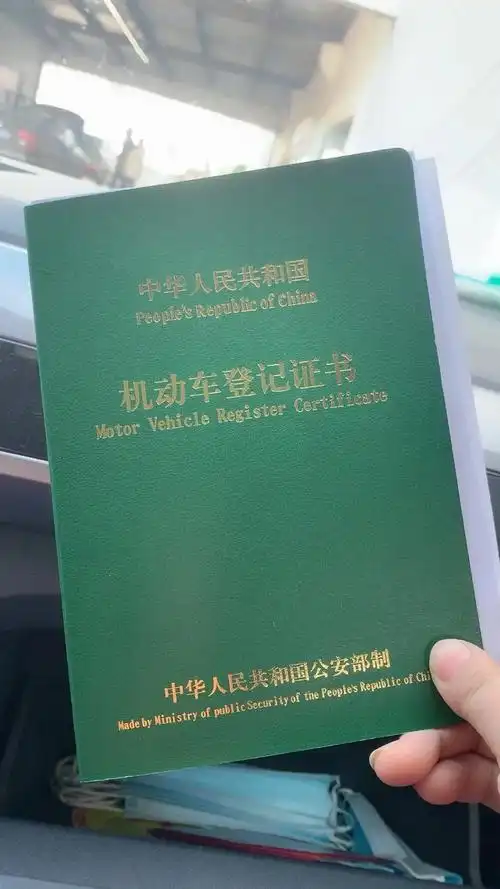 中华人民共和国
People's Republic of China
机动车登记证书
Motor Vehicle Register Certificate
中华人民共和国公安部制
Made by Ministry of public Security of the People's Republic of Chi